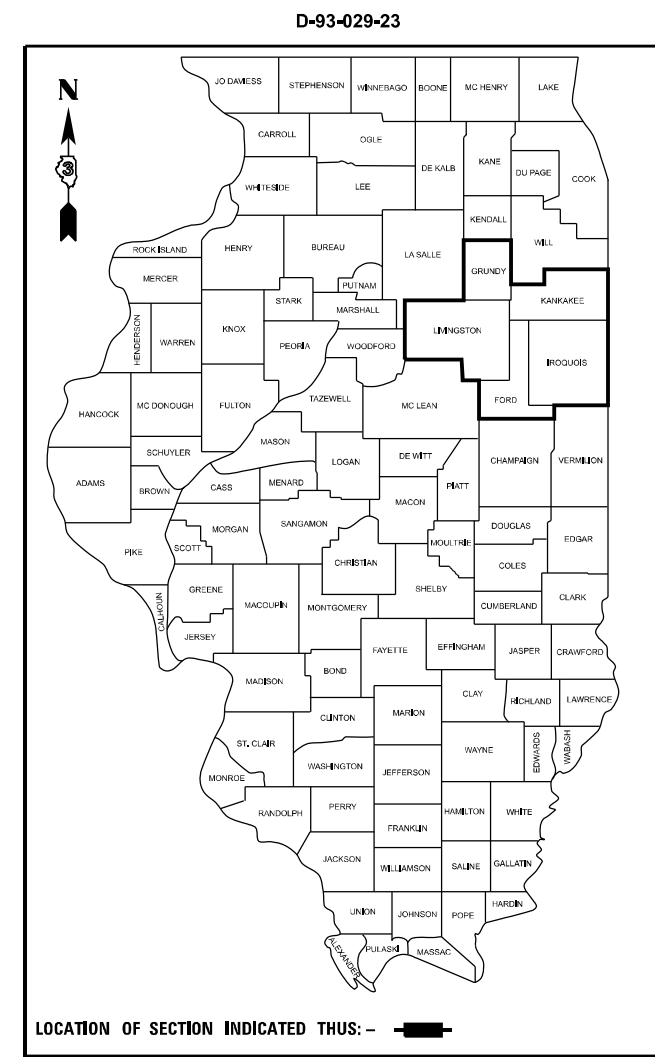 D-93-029-23
N
3
JO DAVIESS
STEPHENSON
WINNEBAGO
BOONE
MC HENRY
LAKE
CARROLL
OGLE
DE KALB
KANE
DU PAGE
COOK
WHITESIDE
LEE
KENDALL
WILL
ROCK ISLAND
HENRY
BUREAU
LA SALLE
GRUNDY
MERCER
PUTNAM
KANKAKEE
STARK
MARSHALL
HENDERSON
WARREN
KNOX
PEORIA
WOODFORD
LIVINGSTON
IROQUOIS
HANCOCK
MC DONOUGH
FULTON
TAZEWELL
MC LEAN
FORD
SCHUYLER
MASON
LOGAN
DE WITT
CHAMPAIGN
VERMILION
ADAMS
BROWN
CASS
MENARD
PIATT
MACON
MORGAN
SANGAMON
DOUGLAS
EDGAR
PIKE
SCOTT
CHRISTIAN
MOULTRIE
COLES
CALHOUN
GREENE
MACOUPIN
MONTGOMERY
SHELBY
CUMBERLAND
CLARK
JERSEY
FAYETTE
EFFINGHAM
JASPER
CRAWFORD
MADISON
BOND
CLAY
RICHLAND
LAWRENCE
CLINTON
MARION
ST. CLAIR
WAYNE
EDWARDS
WABASH
MONROE
WASHINGTON
JEFFERSON
RANDOLPH
PERRY
HAMILTON
WHITE
FRANKLIN
JACKSON
WILLIAMSON
SALINE
GALLATIN
UNION
JOHNSON
POPE
HARDIN
ALEXANDER
PULASKI
MASSAC
LOCATION OF SECTION INDICATED THUS: –